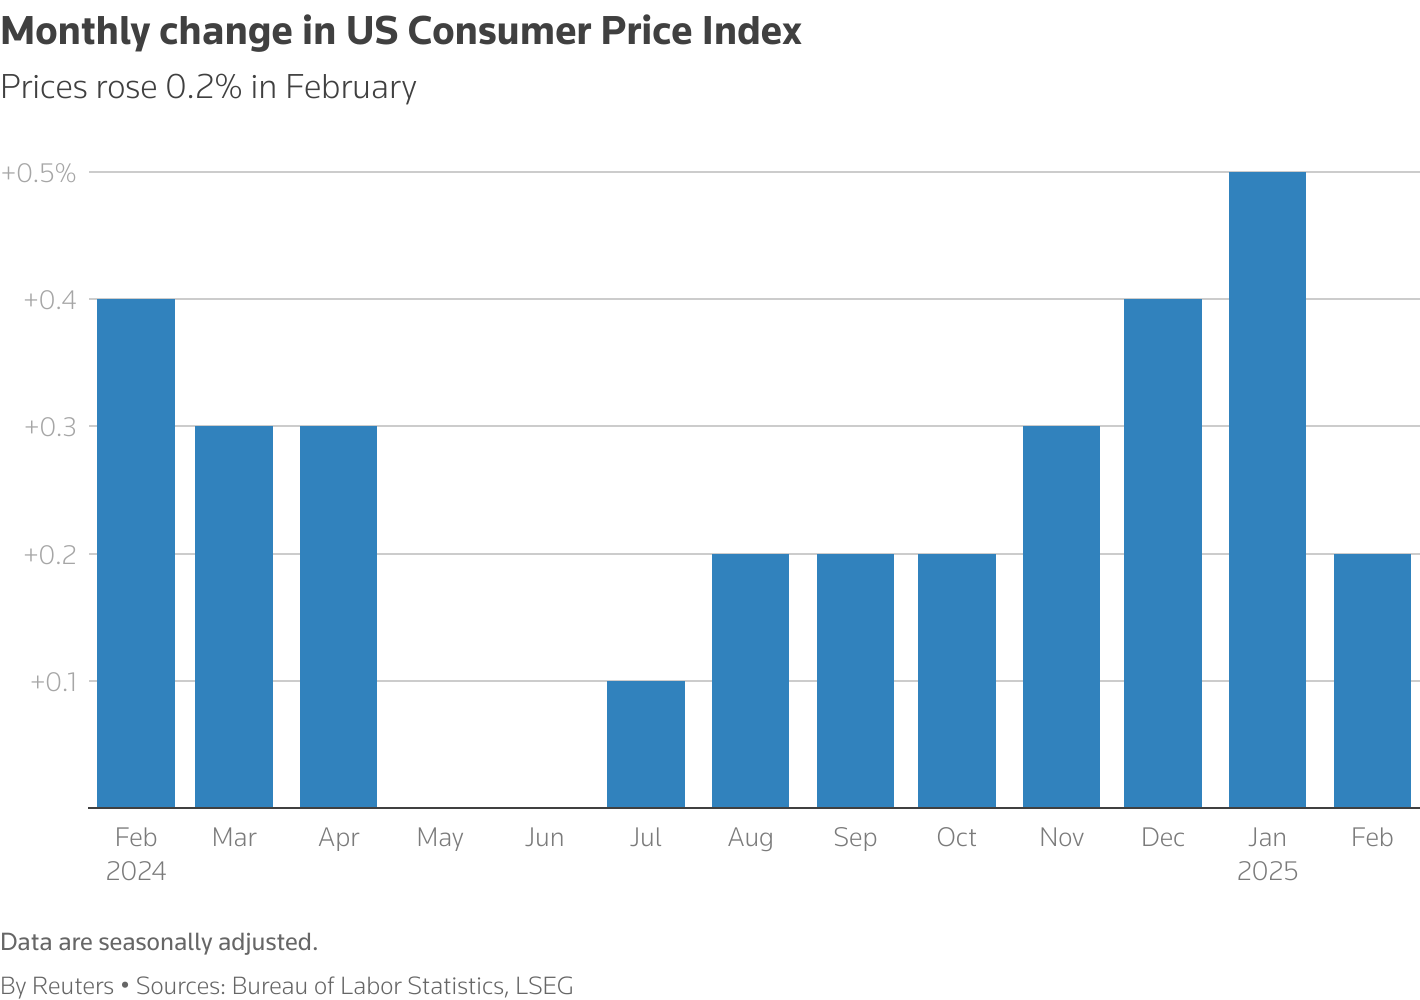 Monthly change in US Consumer Price Index
Prices rose 0.2% in February
+0.5%
+0.4
+0.3
+0.2
+0.1
Feb Mar Apr May Jun Jul Aug Sep Oct Nov Dec Jan Feb
2024 2025
Data are seasonally adjusted.
By Reuters • Sources: Bureau of Labor Statistics, LSEG